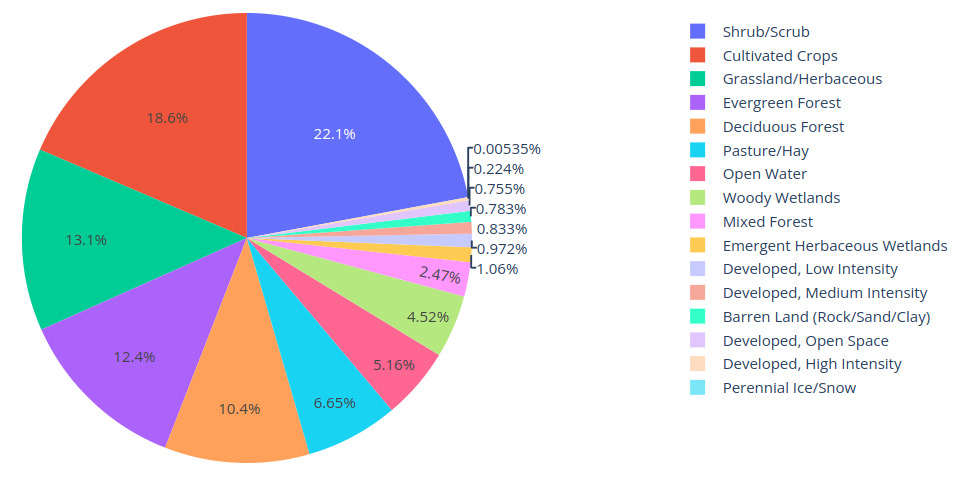 22.1%
18.6%
13.1%
12.4%
10.4%
6.65%
5.16%
4.52%
2.47%
0.00535%
0.224%
0.755%
0.783%
0.833%
0.972%
1.06%
Shrub/Scrub
Cultivated Crops
Grassland/Herbaceous
Evergreen Forest
Deciduous Forest
Pasture/Hay
Open Water
Woody Wetlands
Mixed Forest
Emergent Herbaceous Wetlands
Developed, Low Intensity
Developed, Medium Intensity
Barren Land (Rock/Sand/Clay)
Developed, Open Space
Developed, High Intensity
Perennial Ice/Snow